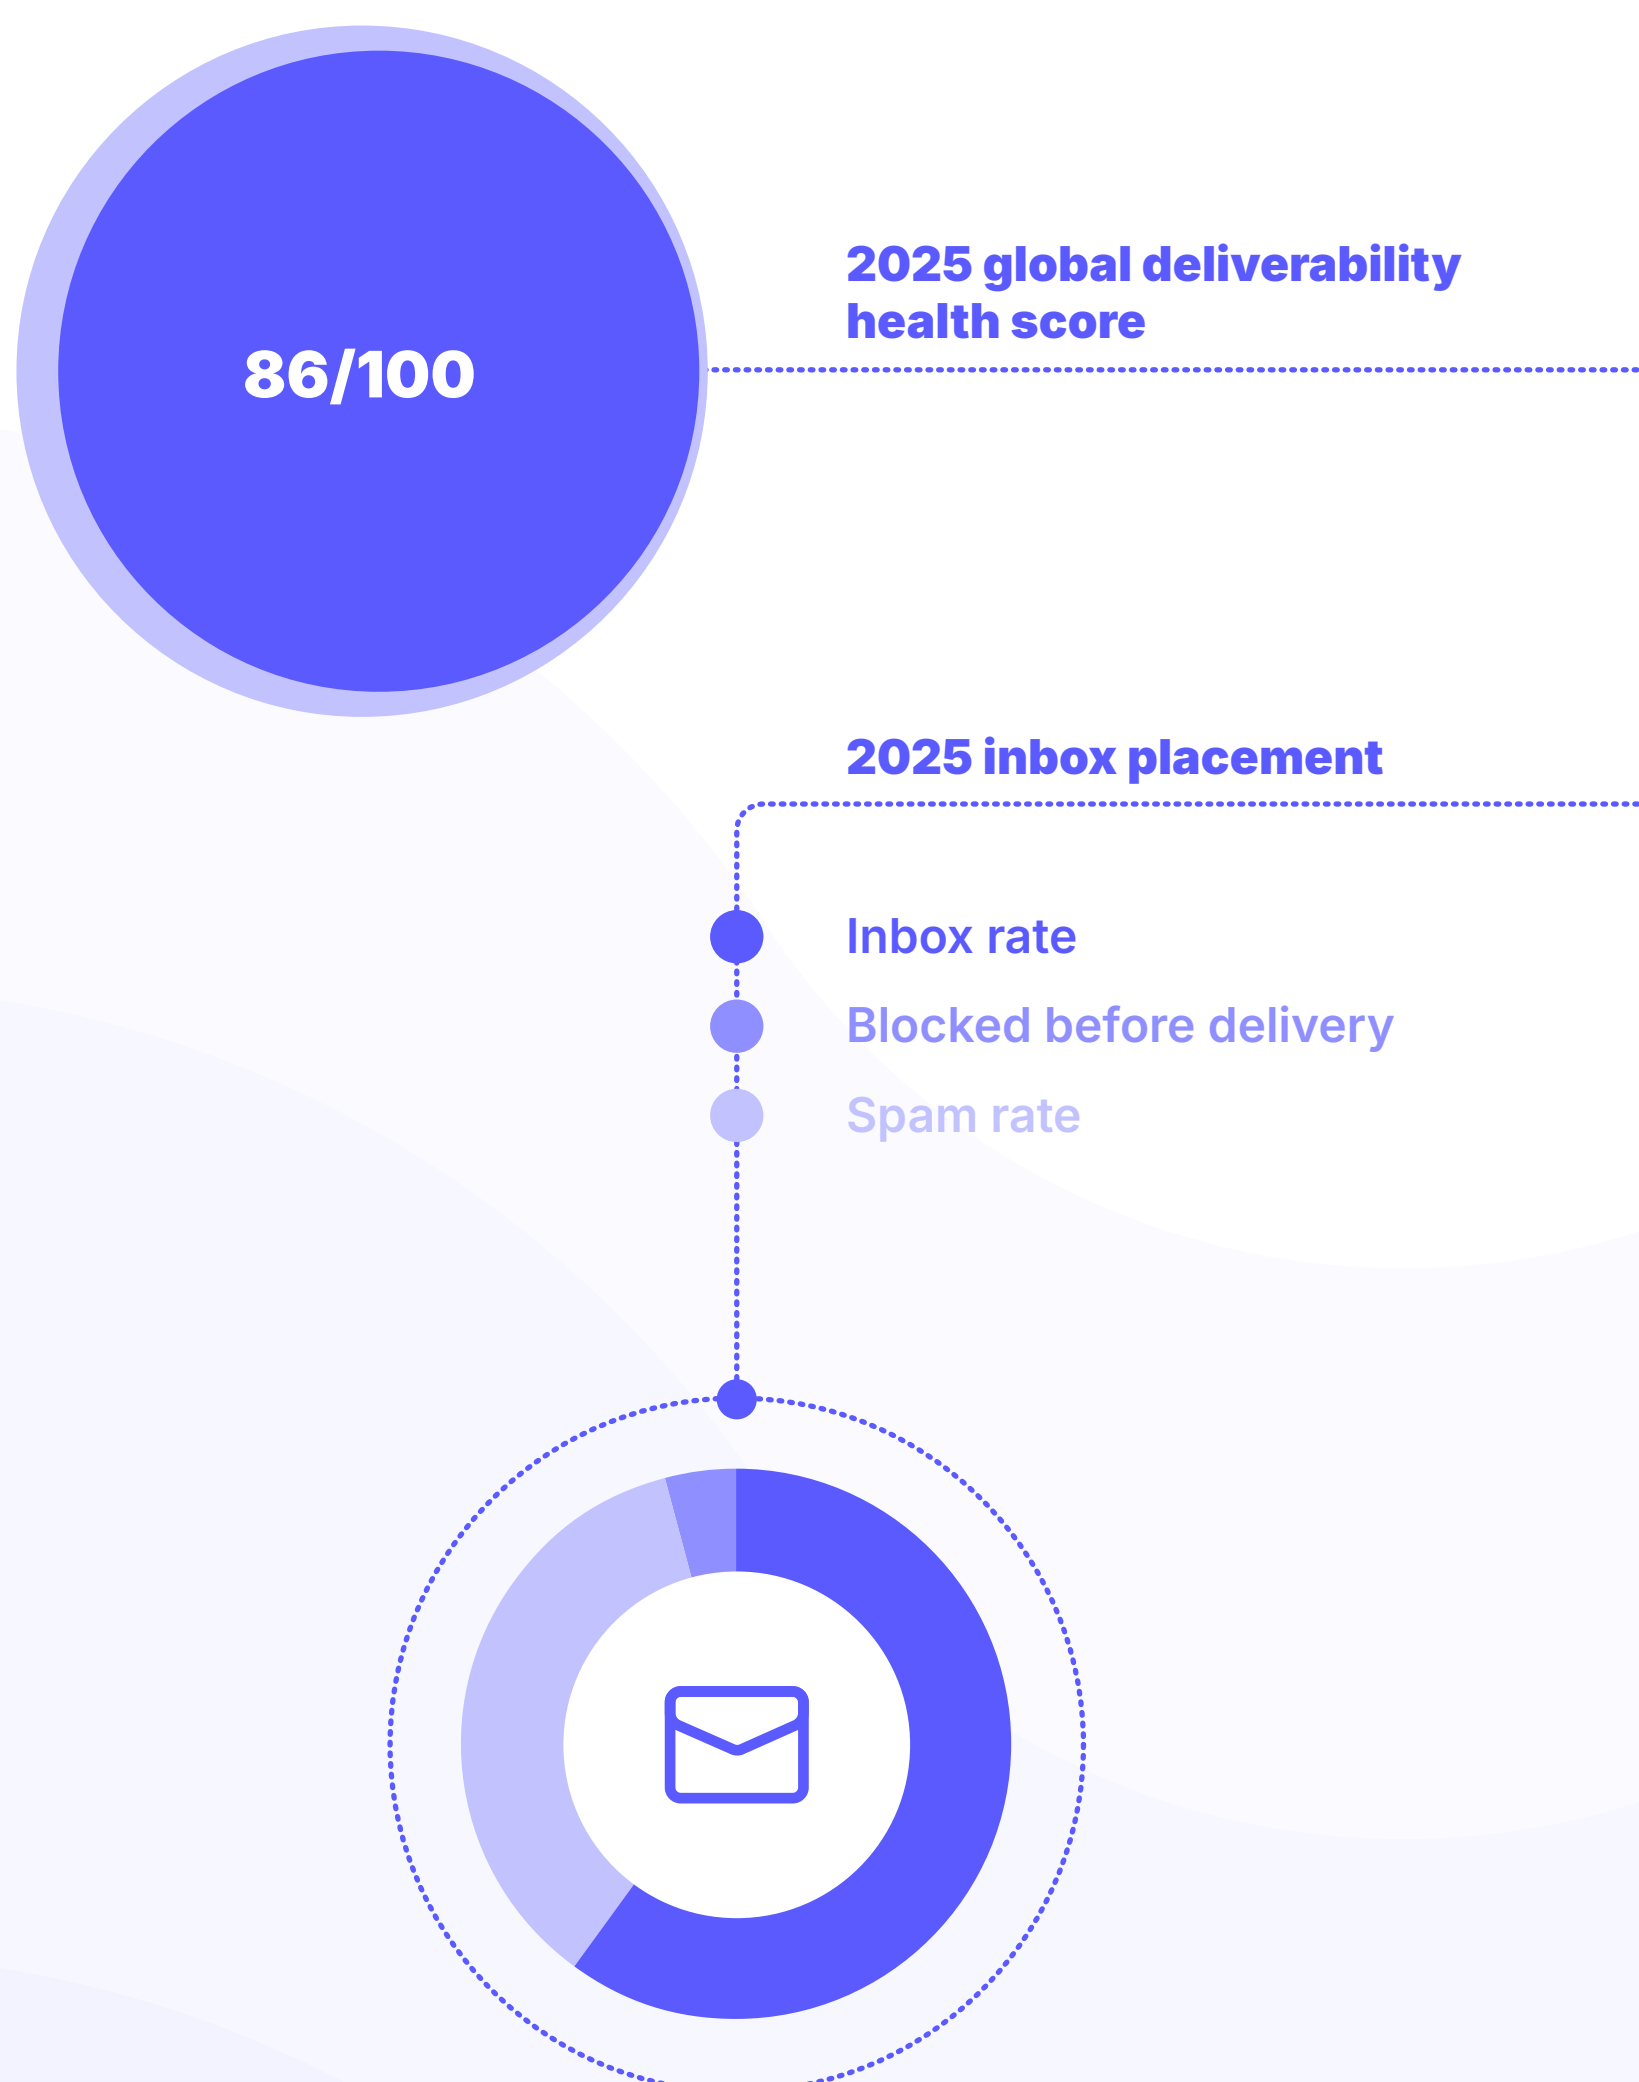 86/100
2025 global deliverability
health score
2025 inbox placement
Inbox rate
Blocked before delivery
Spam rate